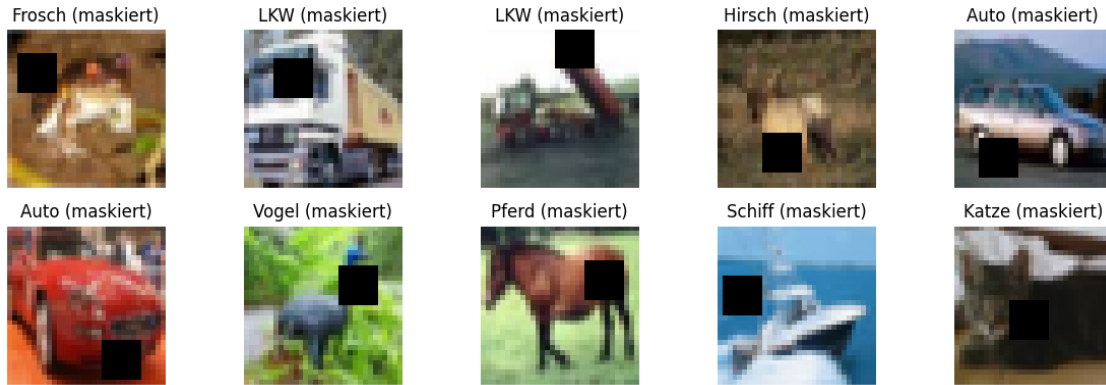 Frosch (maskiert) LKW (maskiert) LKW (maskiert) Hirsch (maskiert) Auto (maskiert)
Auto (maskiert) Vogel (maskiert) Pferd (maskiert) Schiff (maskiert) Katze (maskiert)